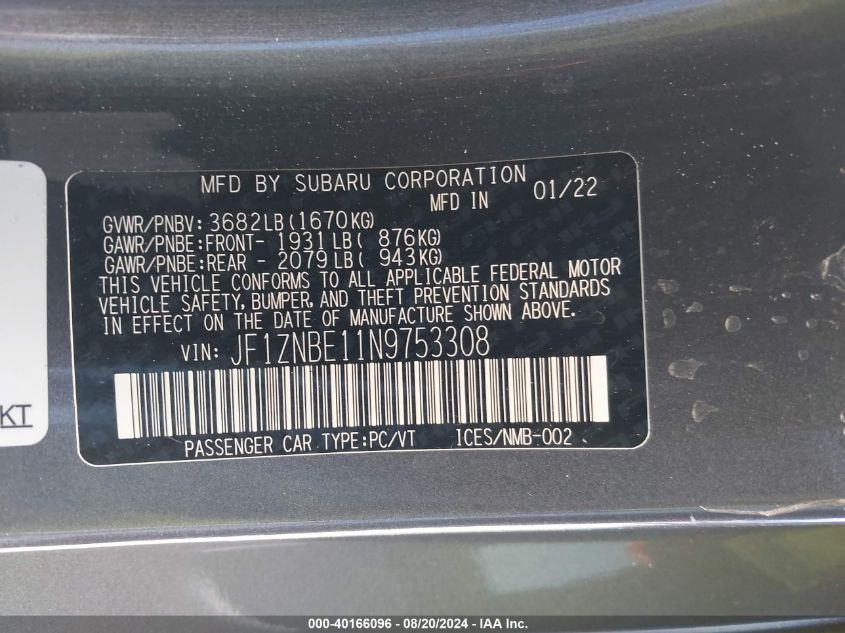 MFD BY SUBARU CORPORATION
MFD IN 01/22
GVWR/PNBV: 3682LB(1670KG)
GAWR/PNBE:FRONT- 1931LB( 876KG)
GAWR/PNBE:REAR - 2079LB( 943KG)
THIS VEHICLE CONFORMS TO ALL APPLICABLE FEDERAL MOTOR
VEHICLE SAFETY, BUMPER, AND THEFT PREVENTION STANDARDS
IN EFFECT ON THE DATE OF MANUFACTURE SHOWN ABOVE.
VIN: JF1ZNBE11N9753308
PASSENGER CAR TYPE:PC/VT ICES/NMB-002
KT
000-40166096 - 08/20/2024 - IAA Inc.